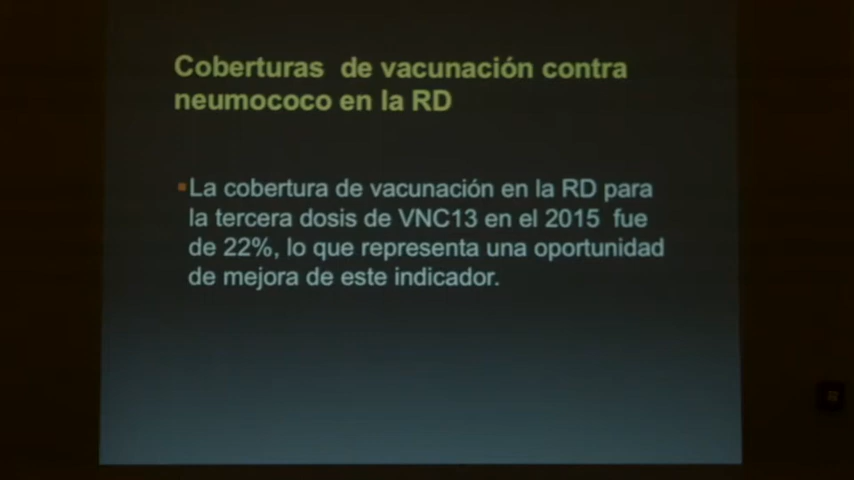 Coberturas de vacunación contra
neumococo en la RD
▪La cobertura de vacunación en la RD para
la tercera dosis de VNC13 en el 2015 fue
de 22%, lo que representa una oportunidad
de mejora de este indicador.